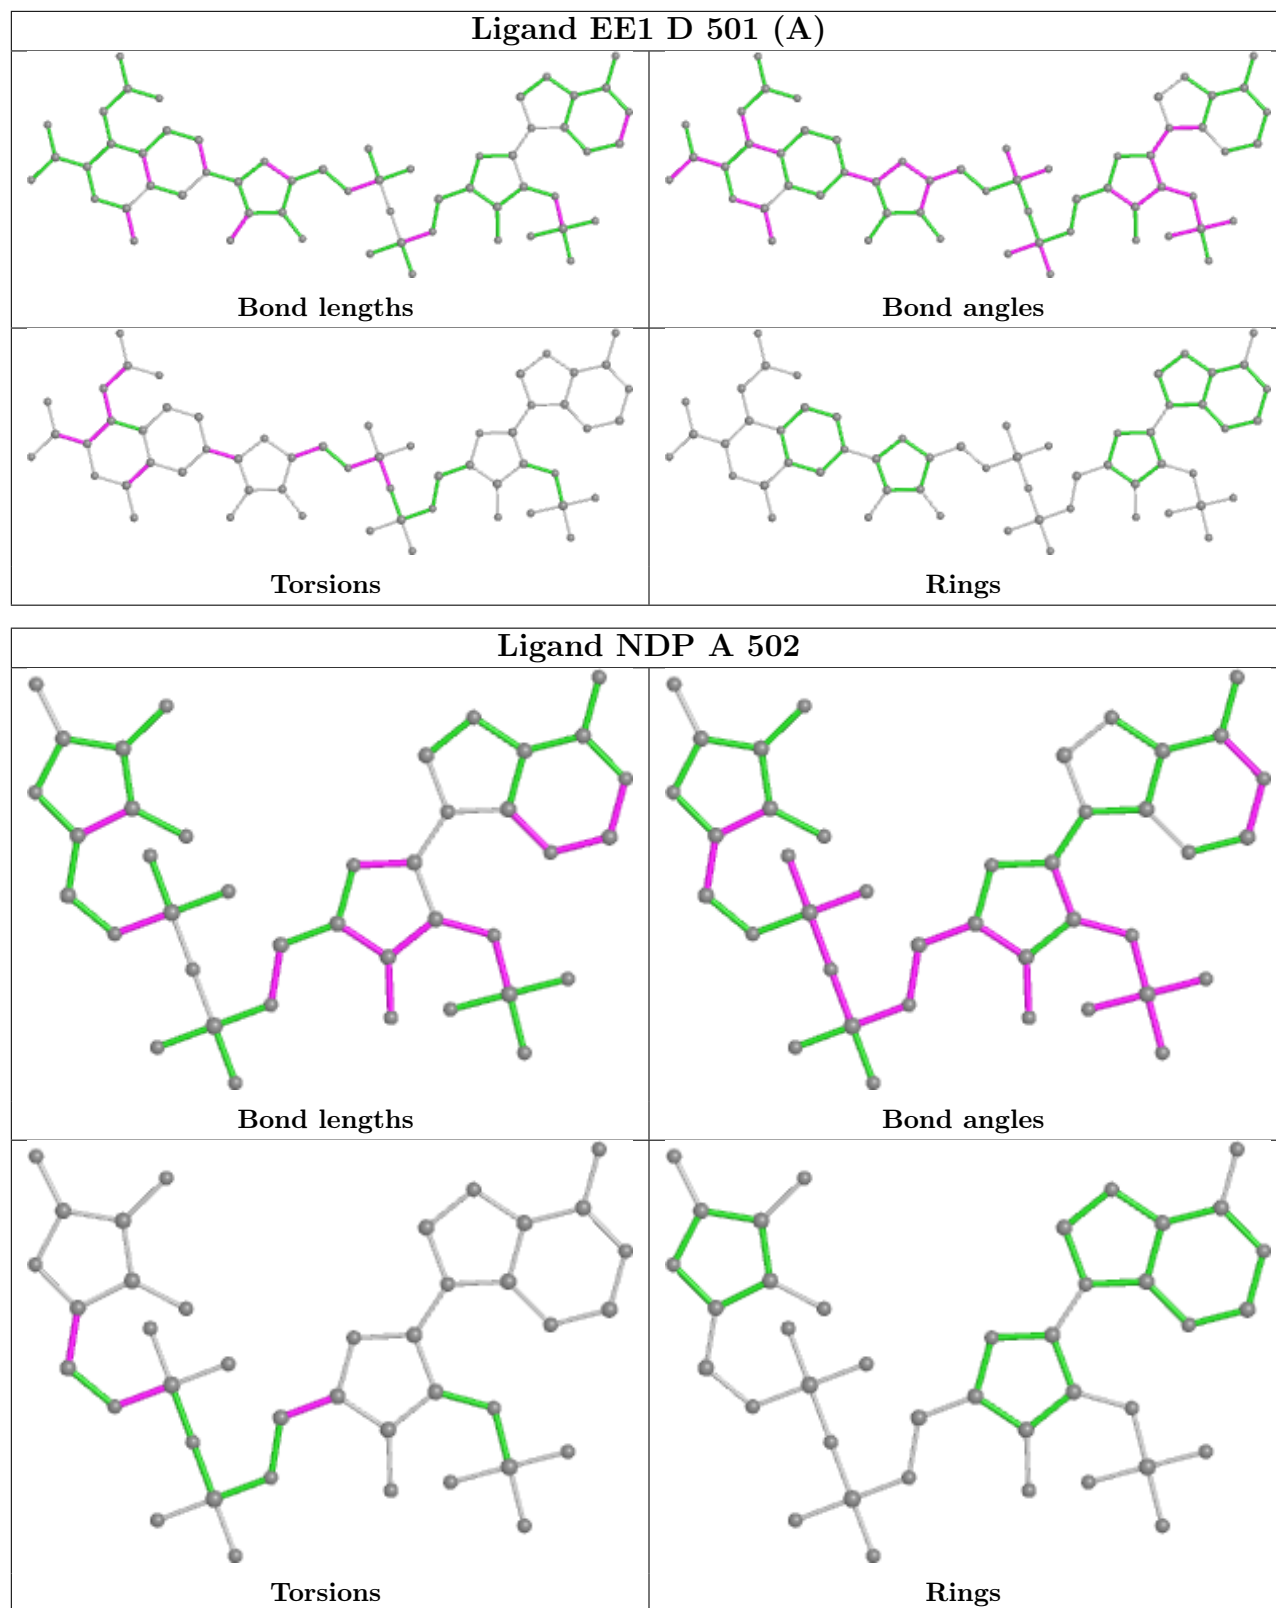 Ligand EE1 D 501 (A)
Bond lengths
Bond angles
Torsions
Rings
Ligand NDP A 502
Bond lengths
Bond angles
Torsions
Rings